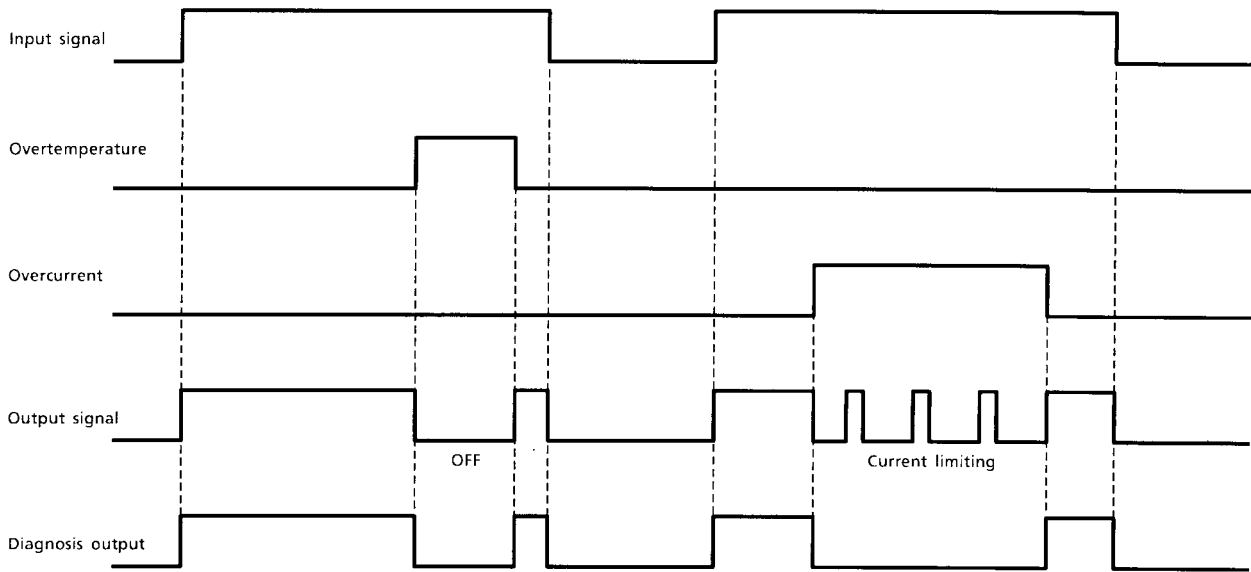 Input signal
Overtemperature
Overcurrent
Output signal
OFF
Current limiting
Diagnosis output